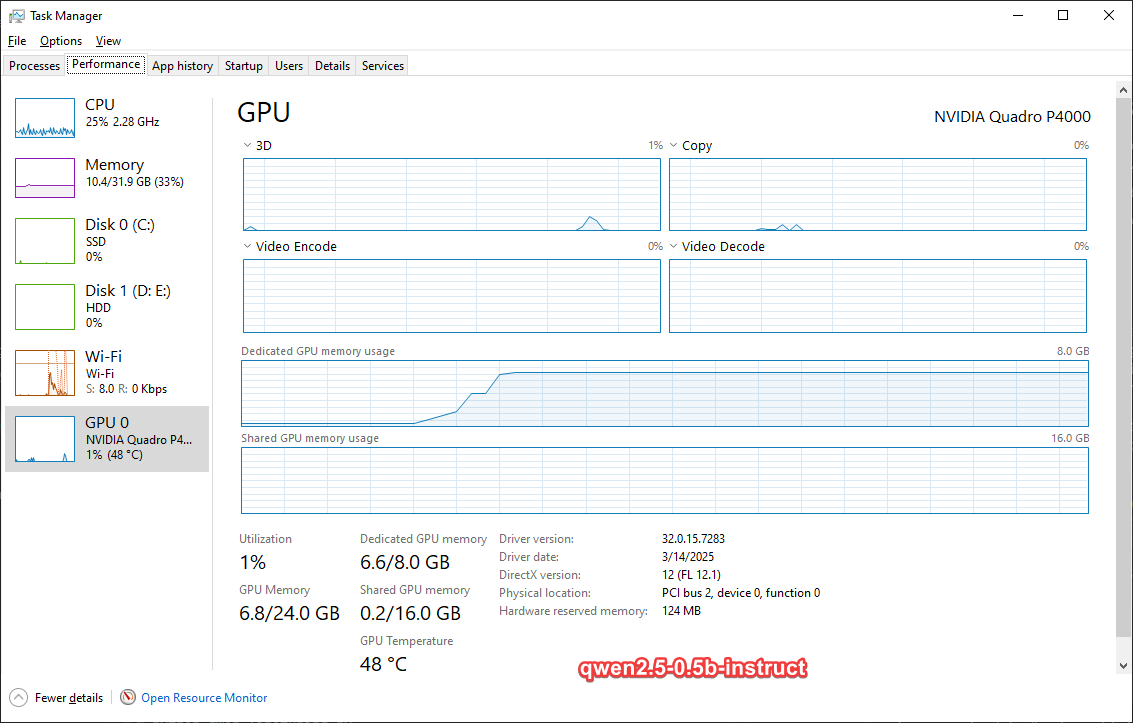 Task Manager
File Options View
Processes Performance App history Startup Users Details Services
CPU
25% 2.28 GHz
Memory
10.4/31.9 GB (33%)
Disk 0 (C:)
SSD
0%
Disk 1 (D: E:)
HDD
0%
Wi-Fi
Wi-Fi
S: 8.0 R: 0 Kbps
GPU 0
NVIDIA Quadro P4...
1% (48 °C)
GPU
NVIDIA Quadro P4000
3D 1%
Copy 0%
Video Encode 0%
Video Decode 0%
Dedicated GPU memory usage 8.0 GB
Shared GPU memory usage 16.0 GB
Utilization
1%
Dedicated GPU memory
6.6/8.0 GB
GPU Memory
6.8/24.0 GB
Shared GPU memory
0.2/16.0 GB
GPU Temperature
48 °C
Driver version: 32.0.15.7283
Driver date: 3/14/2025
DirectX version: 12 (FL 12.1)
Physical location: PCI bus 2, device 0, function 0
Hardware reserved memory: 124 MB
qwen2.5-0.5b-instruct
Fewer details
Open Resource Monitor